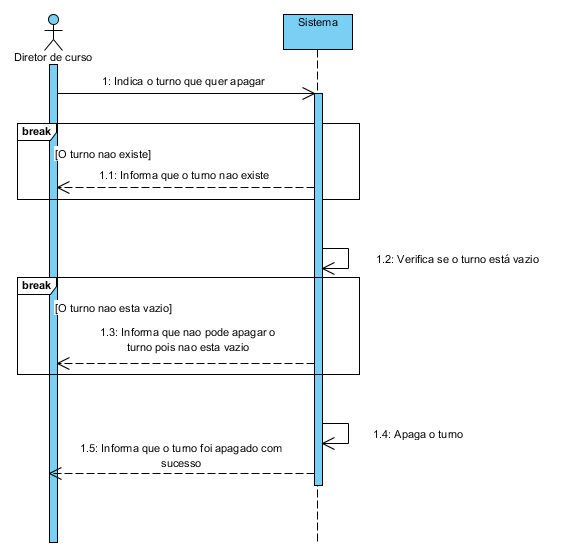 Sistema
Diretor de curso
1: Indica o turno que quer apagar
break
[O turno nao existe]
1.1: Informa que o turno nao existe
1.2: Verifica se o turno está vazio
break
[O turno nao esta vazio]
1.3: Informa que nao pode apagar o
turno pois nao esta vazio
1.4: Apaga o turno
1.5: Informa que o turno foi apagado com
sucesso